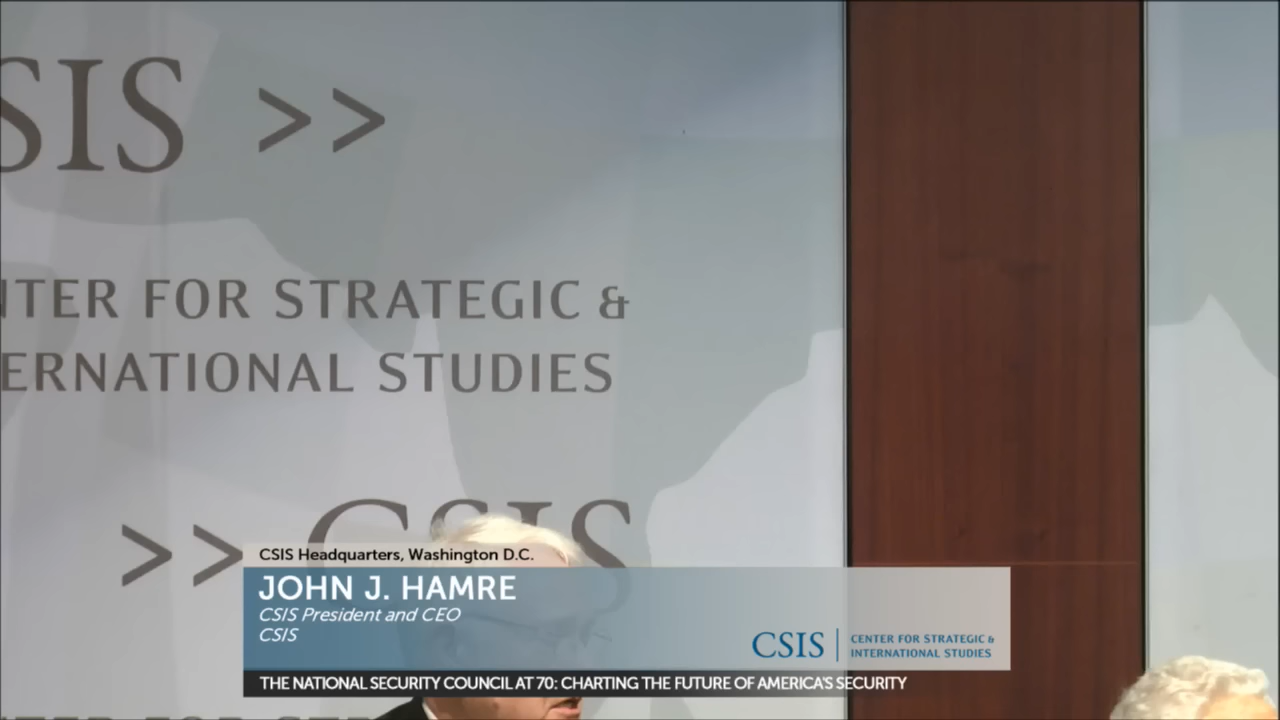 SIS >>
NTER FOR STRATEGIC &
ERNATIONAL STUDIES
>> CSIS
CSIS Headquarters, Washington D.C.
JOHN J. HAMRE
CSIS President and CEO
CSIS
CSIS | CENTER FOR STRATEGIC &
INTERNATIONAL STUDIES
THE NATIONAL SECURITY COUNCIL AT 70: CHARTING THE FUTURE OF AMERICA'S SECURITY